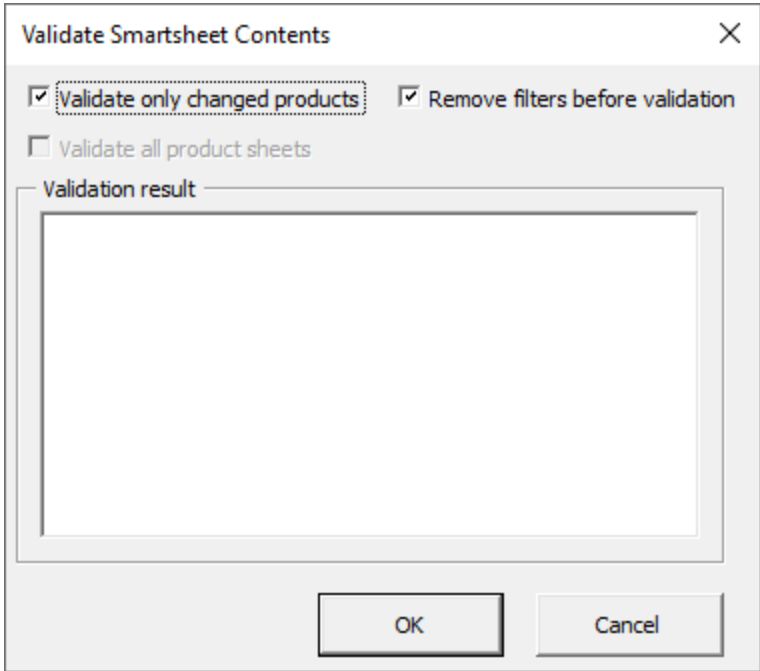 Validate Smartsheet Contents
Validate only changed products
Remove filters before validation
Validate all product sheets
Validation result
OK
Cancel